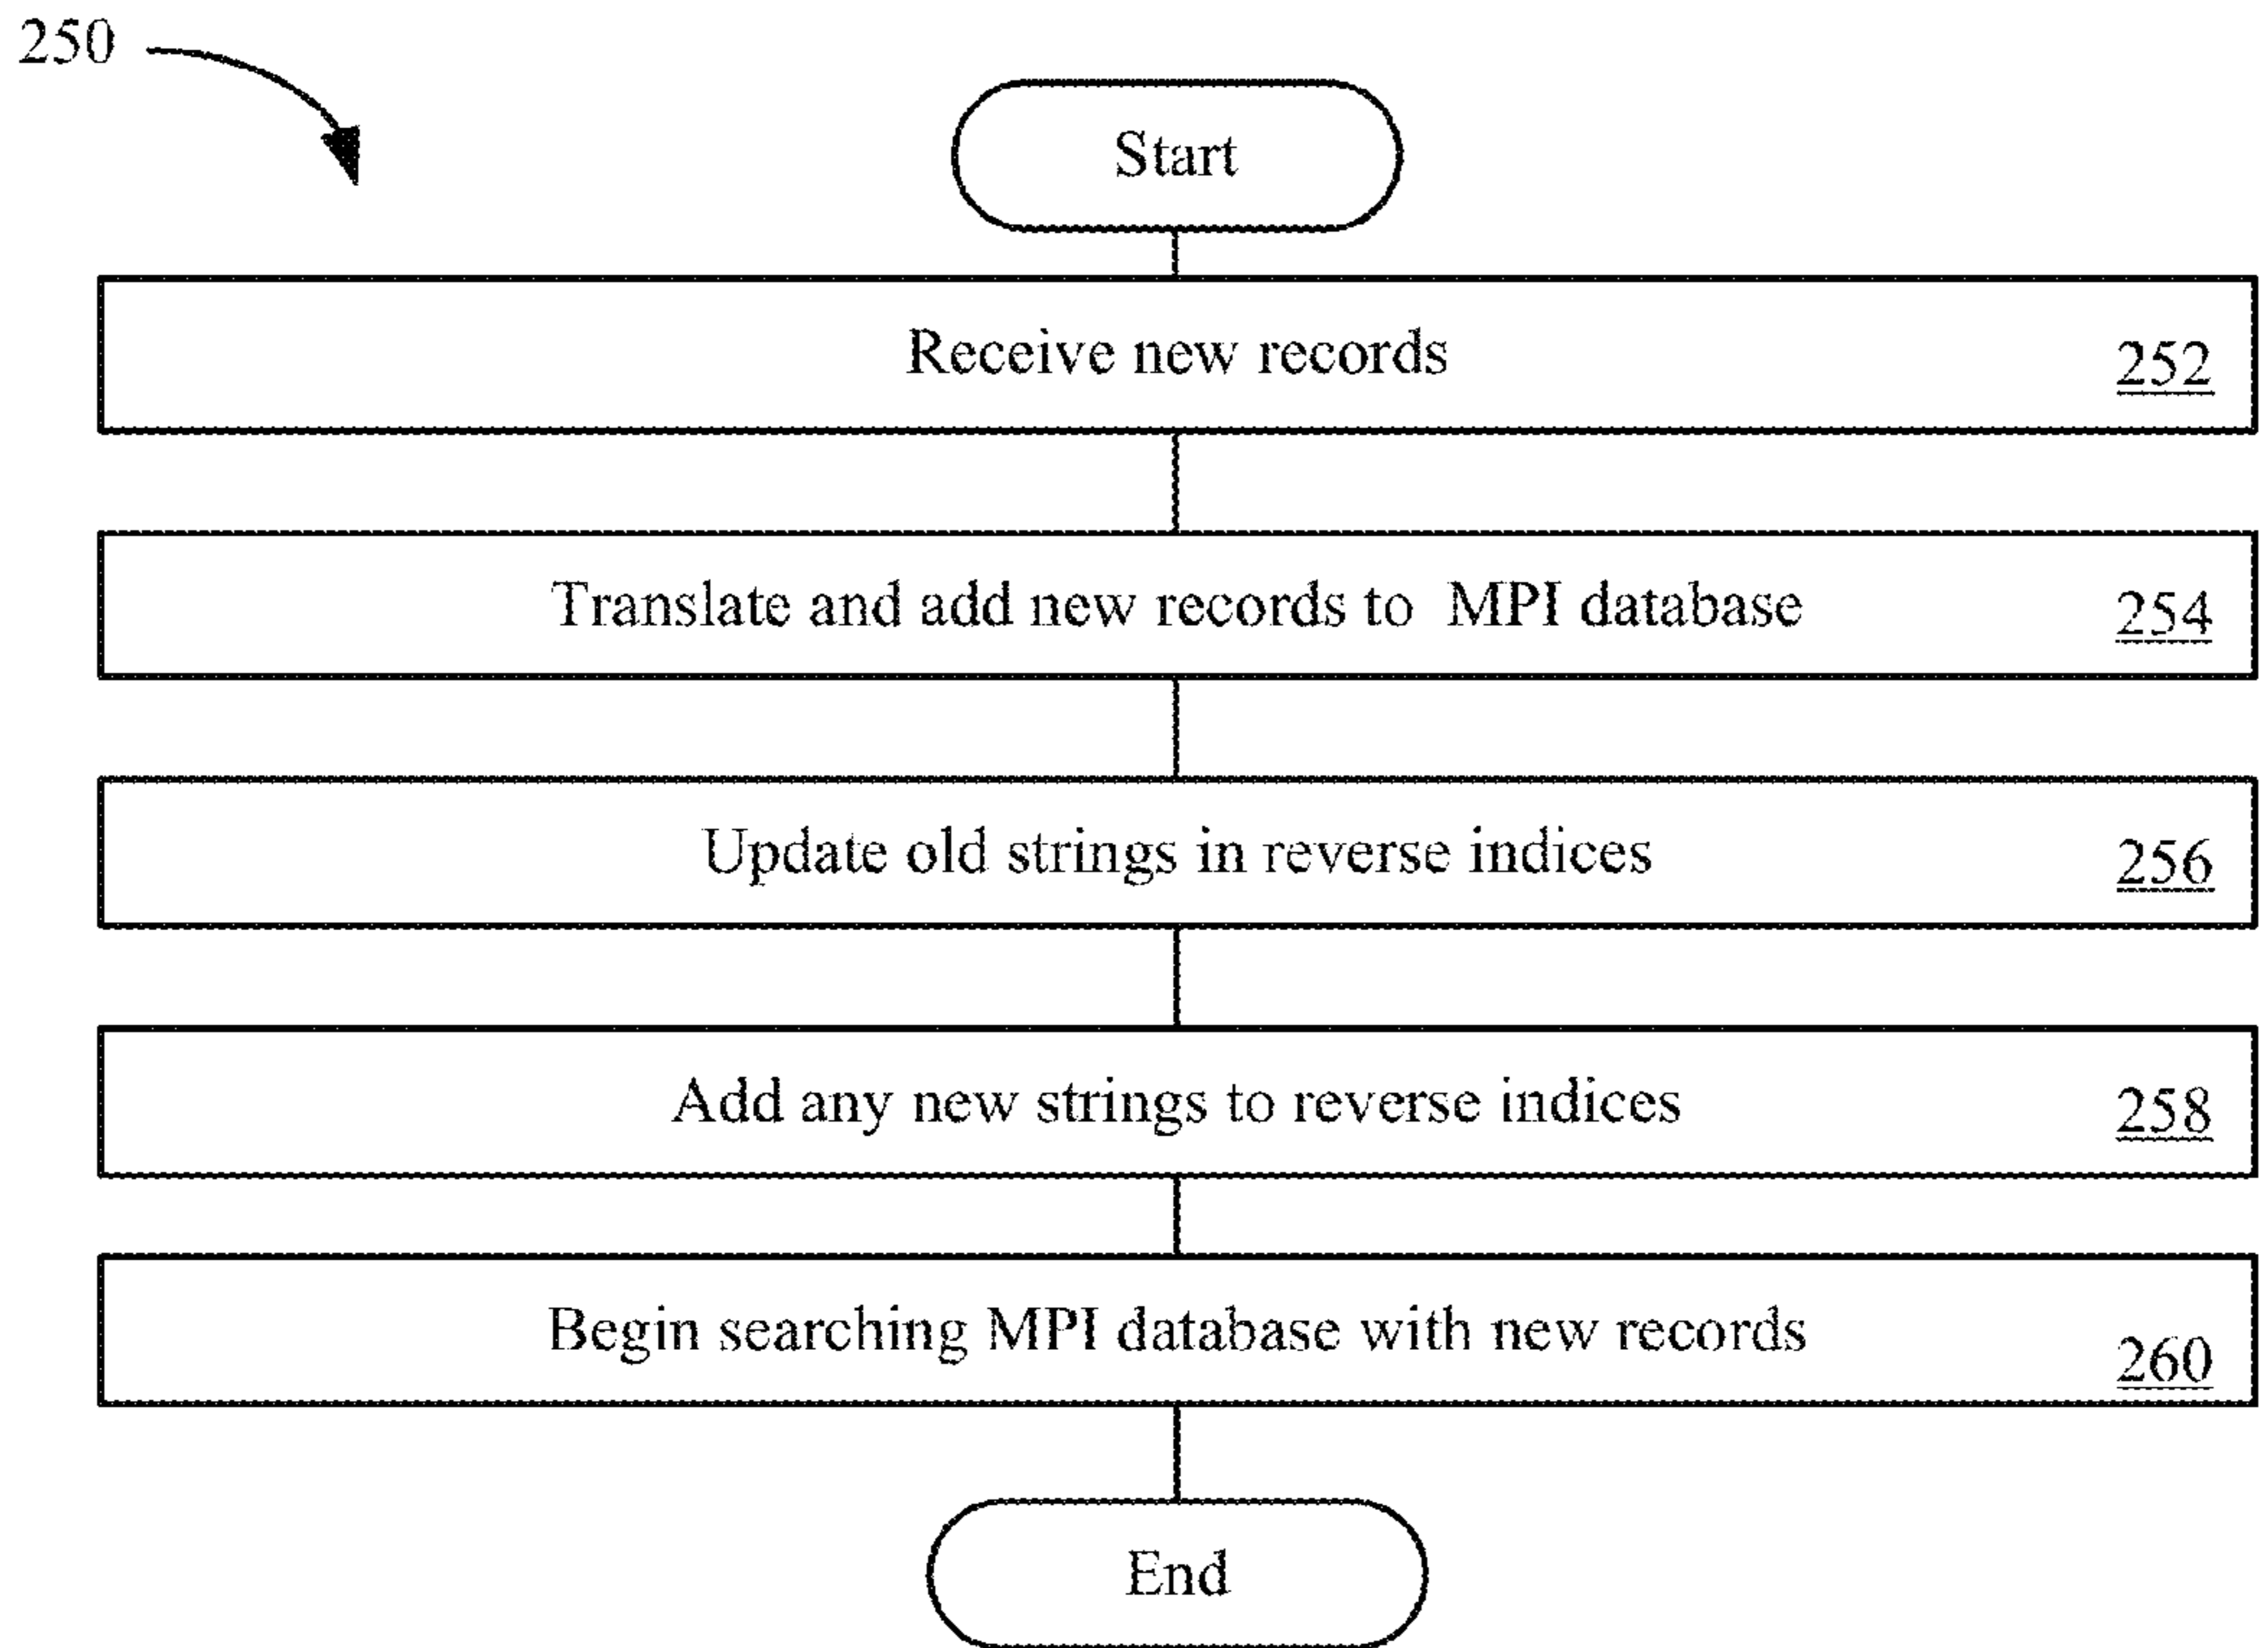 250
Start
Receive new records 252
Translate and add new records to MPI database 254
Update old strings in reverse indices 256
Add any new strings to reverse indices 258
Begin searching MPI database with new records 260
End